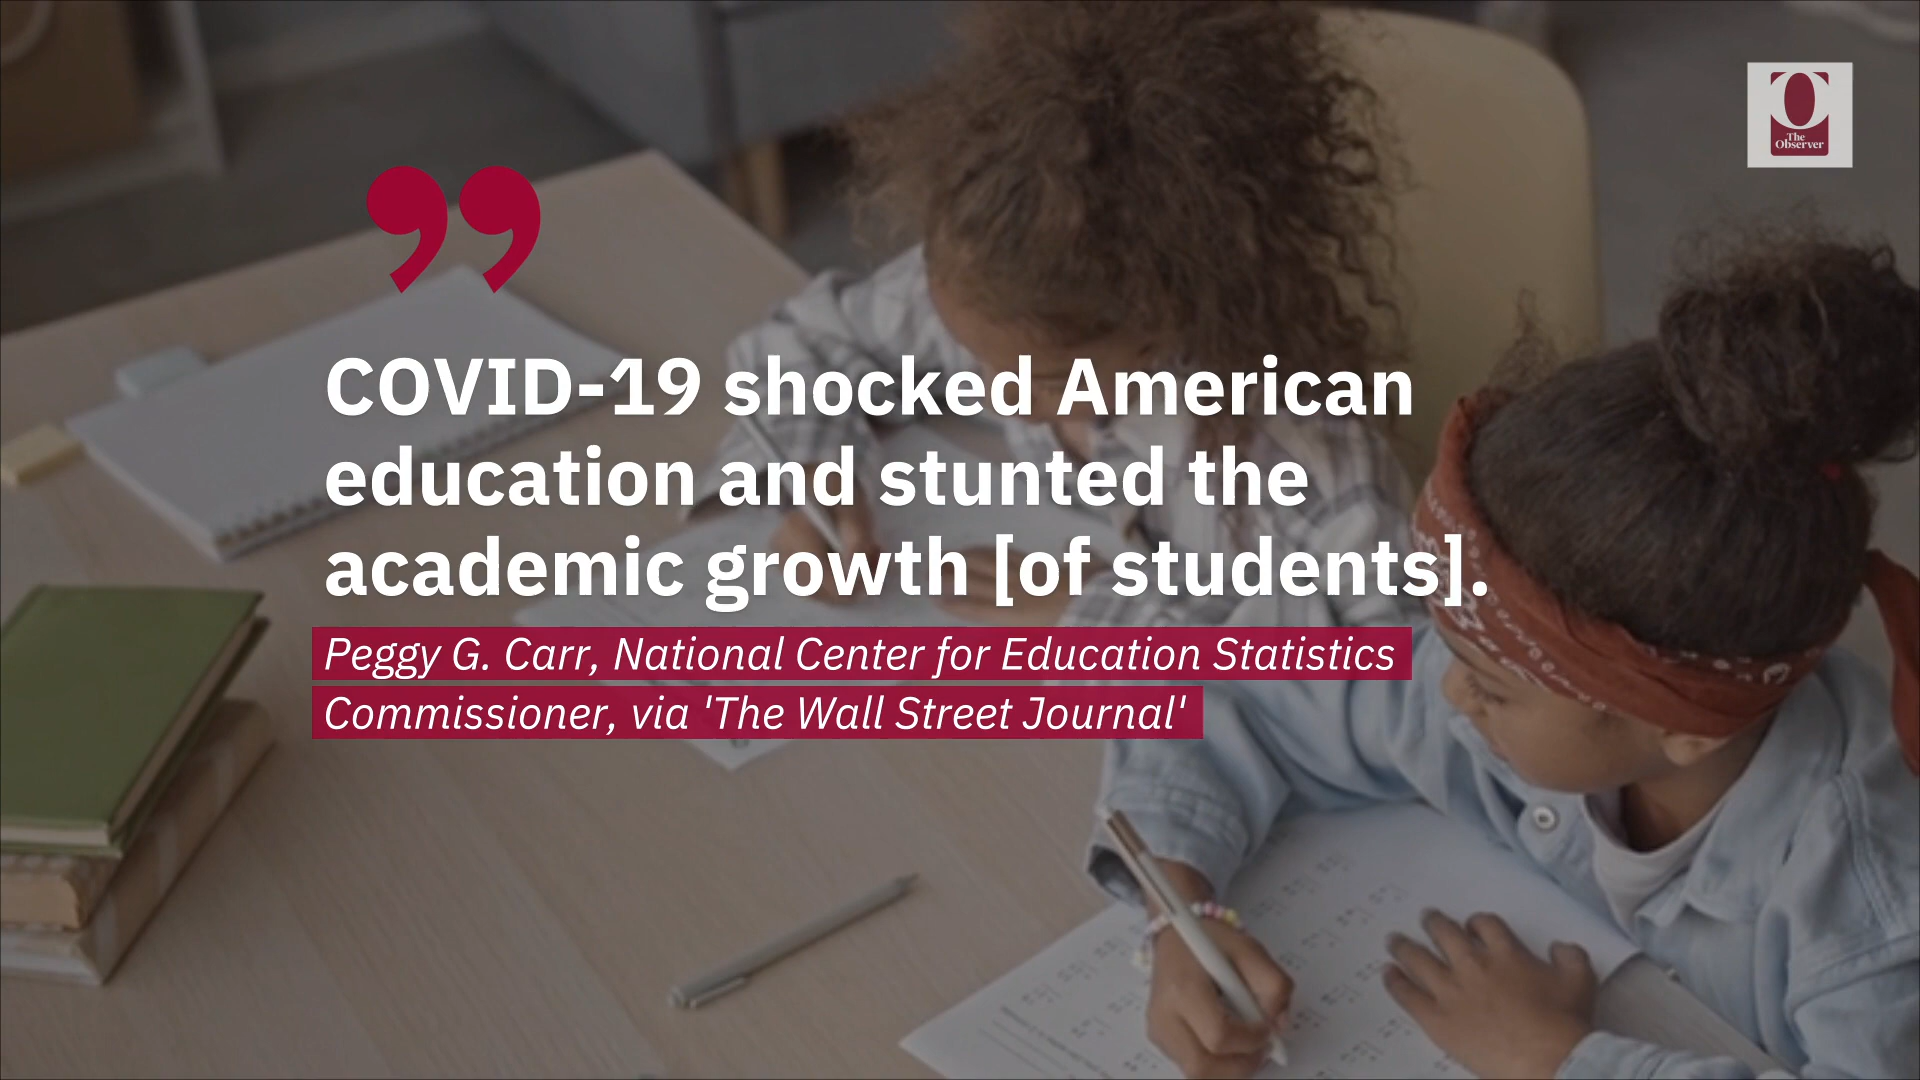 The
Observer
”
COVID-19 shocked American
education and stunted the
academic growth [of students].
Peggy G. Carr, National Center for Education Statistics
Commissioner, via 'The Wall Street Journal'